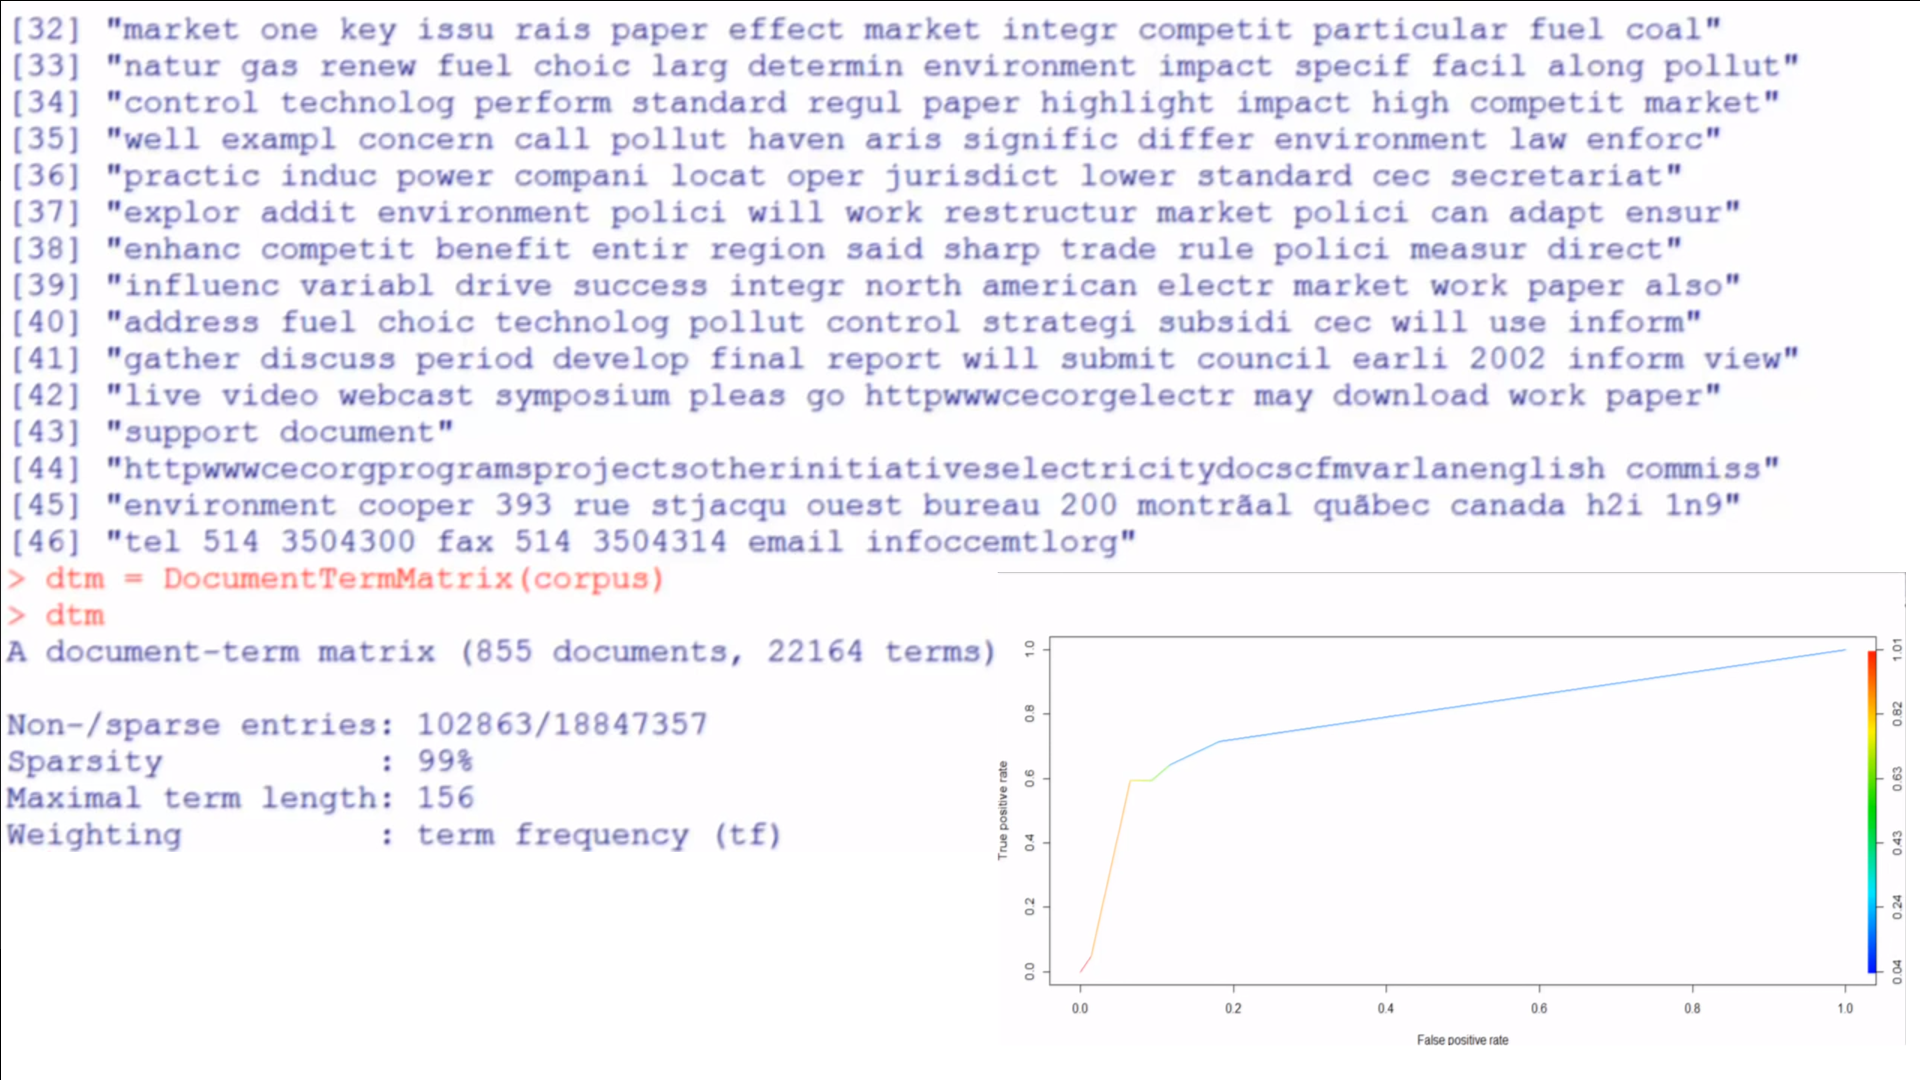 [32] "market one key issu rais paper effect market integr competit particular fuel coal"
[33] "natur gas renew fuel choic larg determin environment impact specif facil along pollut"
[34] "control technolog perform standard regul paper highlight impact high competit market"
[35] "well exampl concern call pollut haven aris signific differ environment law enforc"
[36] "practic induc power compani locat oper jurisdict lower standard cec secretariat"
[37] "explor addit environment polici will work restructur market polici can adapt ensur"
[38] "enhanc competit benefit entir region said sharp trade rule polici measur direct"
[39] "influenc variabl drive success integr north american electr market work paper also"
[40] "address fuel choic technolog pollut control strategi subsidi cec will use inform"
[41] "gather discuss period develop final report will submit council earli 2002 inform view"
[42] "live video webcast symposium pleas go httpwwwcecorgelectr may download work paper"
[43] "support document"
[44] "httpwwwcecorgprogramsprojectsotherinitiativeselectricitydocscfmvarlanenglish commiss"
[45] "environment cooper 393 rue stjacqu ouest bureau 200 montrãal quãbec canada h2i 1n9"
[46] "tel 514 3504300 fax 514 3504314 email infoccemtlorg"
> dtm = DocumentTermMatrix(corpus)
> dtm
A document-term matrix (855 documents, 22164 terms)
Non-/sparse entries: 102863/18847357
Sparsity : 99%
Maximal term length: 156
Weighting : term frequency (tf)
True positive rate
1.0
0.8
0.6
0.4
0.2
0.0
0.0 0.2 0.4 0.6 0.8 1.0
False positive rate
1.01
0.82
0.63
0.43
0.24
0.04